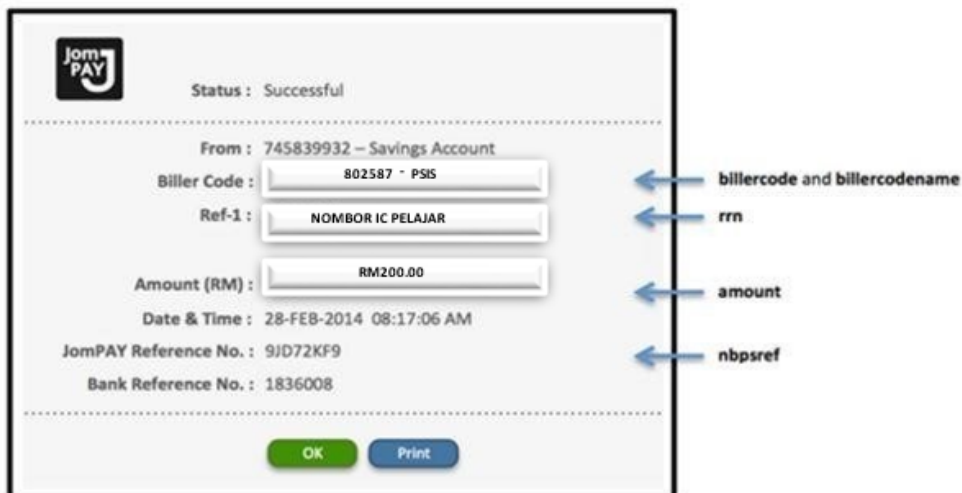 Jom
PAY
Status : Successful
From : 745839932 – Savings Account
Biller Code : 802587 - PSIS
billercode and billercodename
Ref-1 : NOMBOR IC PELAJAR
rrn
Amount (RM) : RM200.00
amount
Date & Time : 28-FEB-2014 08:17:06 AM
JomPAY Reference No. : 9JD72KF9
nbpsref
Bank Reference No. : 1836008
OK Print